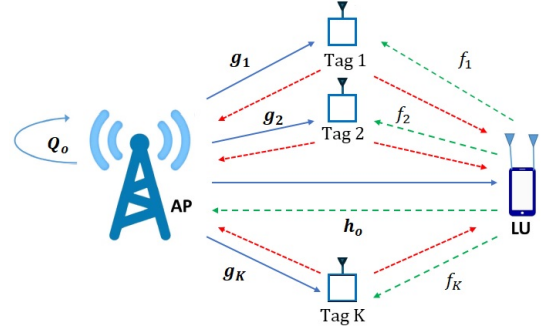 g₁
f₁
Tag 1
g₂
f₂
Tag 2
Qₒ
AP
LU
hₒ
g_K
f_K
Tag K